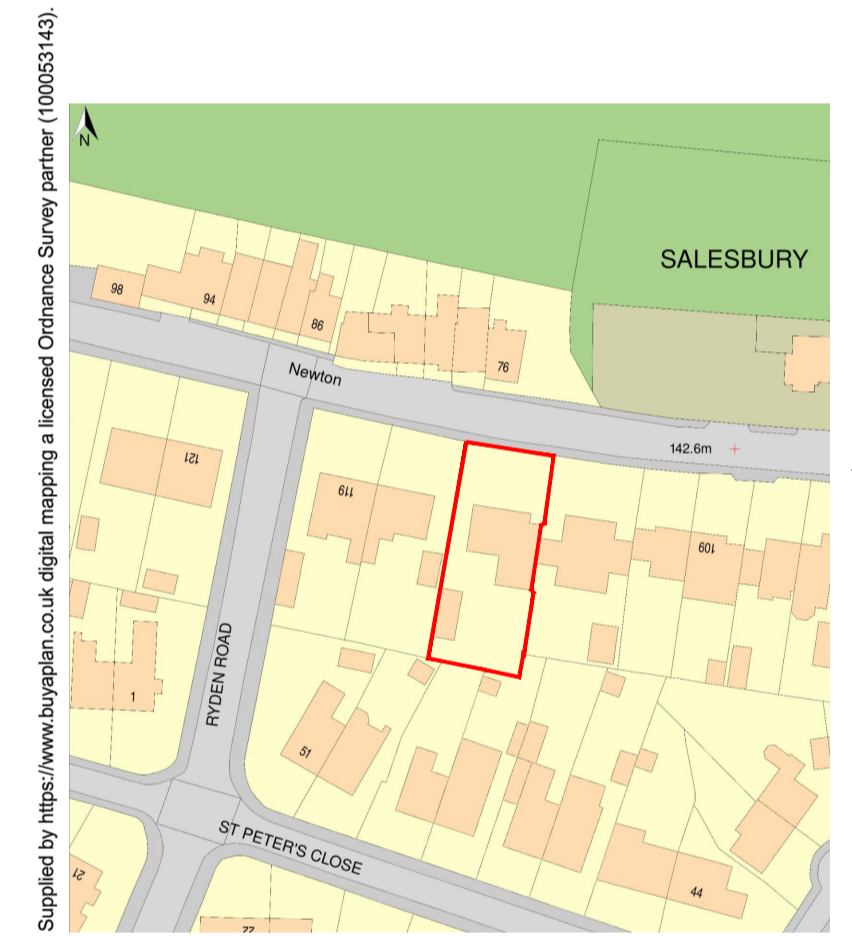 Supplied by https://www.buyaplan.co.uk digital mapping a licensed Ordnance Survey partner (100053143).
N
SALESBURY
98
94
86
76
Newton
142.6m
121
119
109
RYDEN ROAD
1
51
ST PETER'S CLOSE
44
21
22